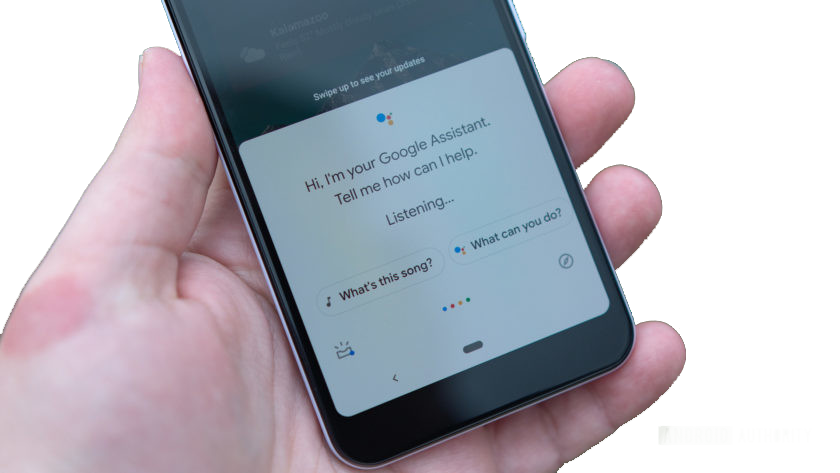 Kalamazoo
Swipe up to see your updates
Hi, I'm your Google Assistant.
Tell me how can I help.
Listening...
What's this song?
What can you do?